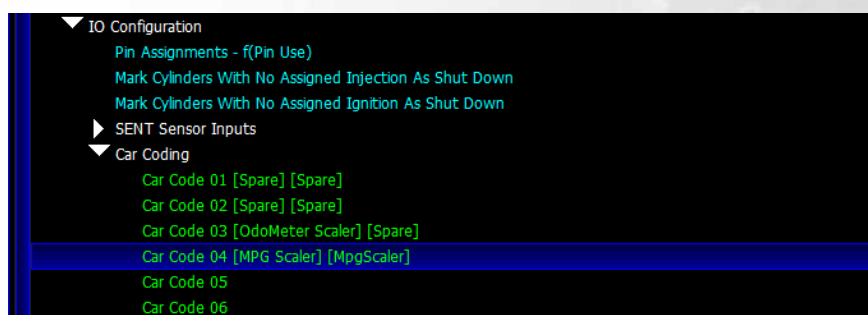 IO Configuration
Pin Assignments - f(Pin Use)
Mark Cylinders With No Assigned Injection As Shut Down
Mark Cylinders With No Assigned Ignition As Shut Down
SENT Sensor Inputs
Car Coding
Car Code 01 [Spare] [Spare]
Car Code 02 [Spare] [Spare]
Car Code 03 [OdoMeter Scaler] [Spare]
Car Code 04 [MPG Scaler] [MpgScaler]
Car Code 05
Car Code 06